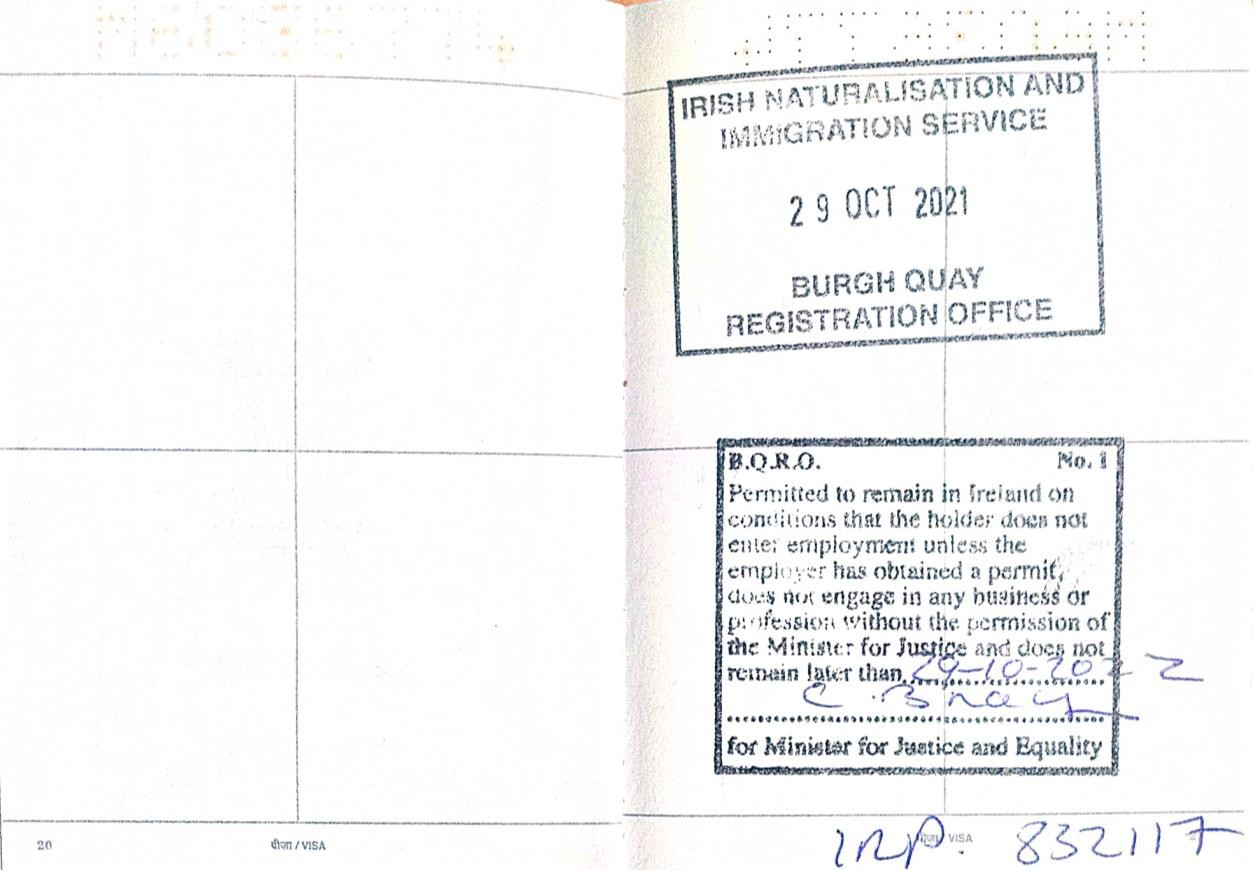 20
वीजा / VISA
IRISH NATURALISATION AND
IMMIGRATION SERVICE
29 OCT 2021
BURGH QUAY
REGISTRATION OFFICE
B.Q.R.O. No. 1
Permitted to remain in Ireland on
conditions that the holder does not
enter employment unless the
employer has obtained a permit,
does not engage in any business or
profession without the permission of
the Minister for Justice and does not
remain later than 29-10-2022
C. Bray
for Minister for Justice and Equality
वीजा / VISA
IRP. 832117